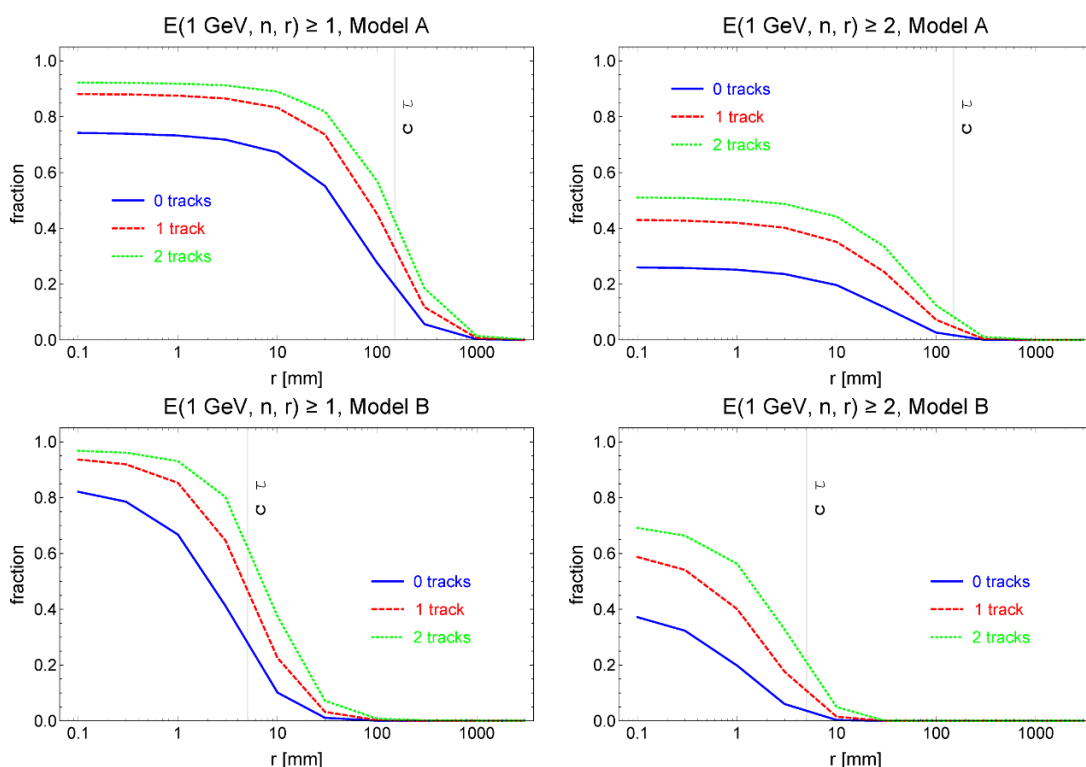 E(1 GeV, n, r) ≥ 1, Model A
1.0
0.8
0.6
0.4
0.2
0.0
fraction
0 tracks
1 track
2 tracks
c τ
0.1 1 10 100 1000
r [mm]
E(1 GeV, n, r) ≥ 2, Model A
1.0
0.8
0.6
0.4
0.2
0.0
fraction
0 tracks
1 track
2 tracks
c τ
0.1 1 10 100 1000
r [mm]
E(1 GeV, n, r) ≥ 1, Model B
1.0
0.8
0.6
0.4
0.2
0.0
fraction
c τ
0 tracks
1 track
2 tracks
0.1 1 10 100 1000
r [mm]
E(1 GeV, n, r) ≥ 2, Model B
1.0
0.8
0.6
0.4
0.2
0.0
fraction
c τ
0 tracks
1 track
2 tracks
0.1 1 10 100 1000
r [mm]